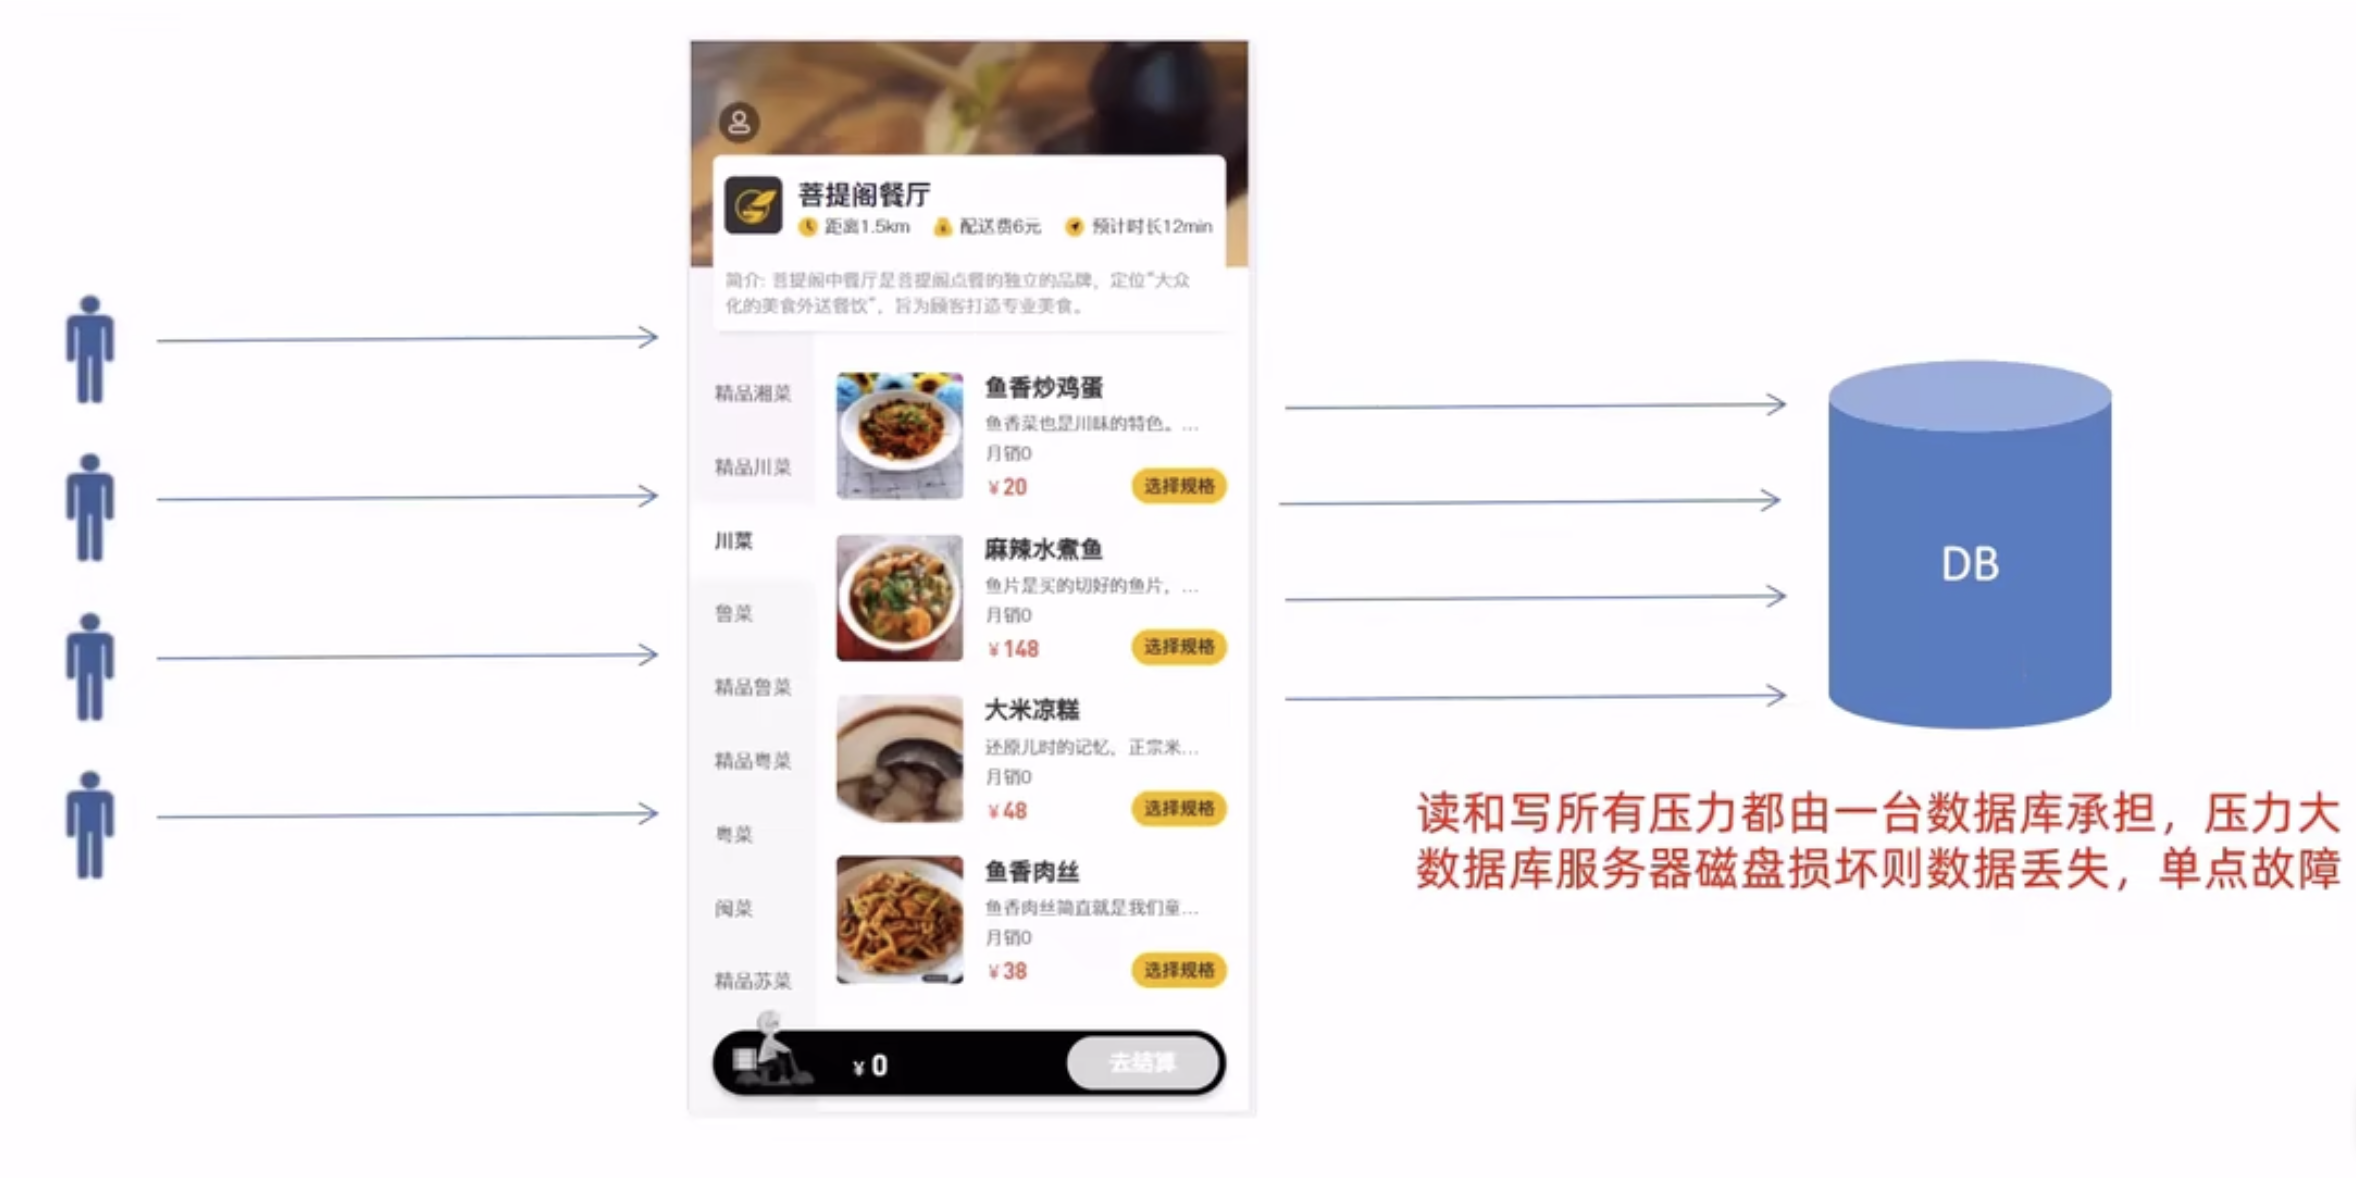 菩提阁餐厅
距离1.5km 配送费6元 预计时长12min
简介: 菩提阁中餐厅是菩提阁点餐的独立的品牌，定位“大众
化的美食外送餐饮”，旨为顾客打造专业美食。
精品湘菜
精品川菜
川菜
鲁菜
精品鲁菜
精品粤菜
粤菜
闽菜
精品苏菜
鱼香炒鸡蛋
鱼香菜也是川味的特色。...
月销0
¥20 选择规格
麻辣水煮鱼
鱼片是买的切好的鱼片，...
月销0
¥148 选择规格
大米凉糕
还原儿时的记忆，正宗米...
月销0
¥48 选择规格
鱼香肉丝
鱼香肉丝简直就是我们童...
月销0
¥38 选择规格
¥0 去结算
DB
读和写所有压力都由一台数据库承担，压力大
数据库服务器磁盘损坏则数据丢失，单点故障